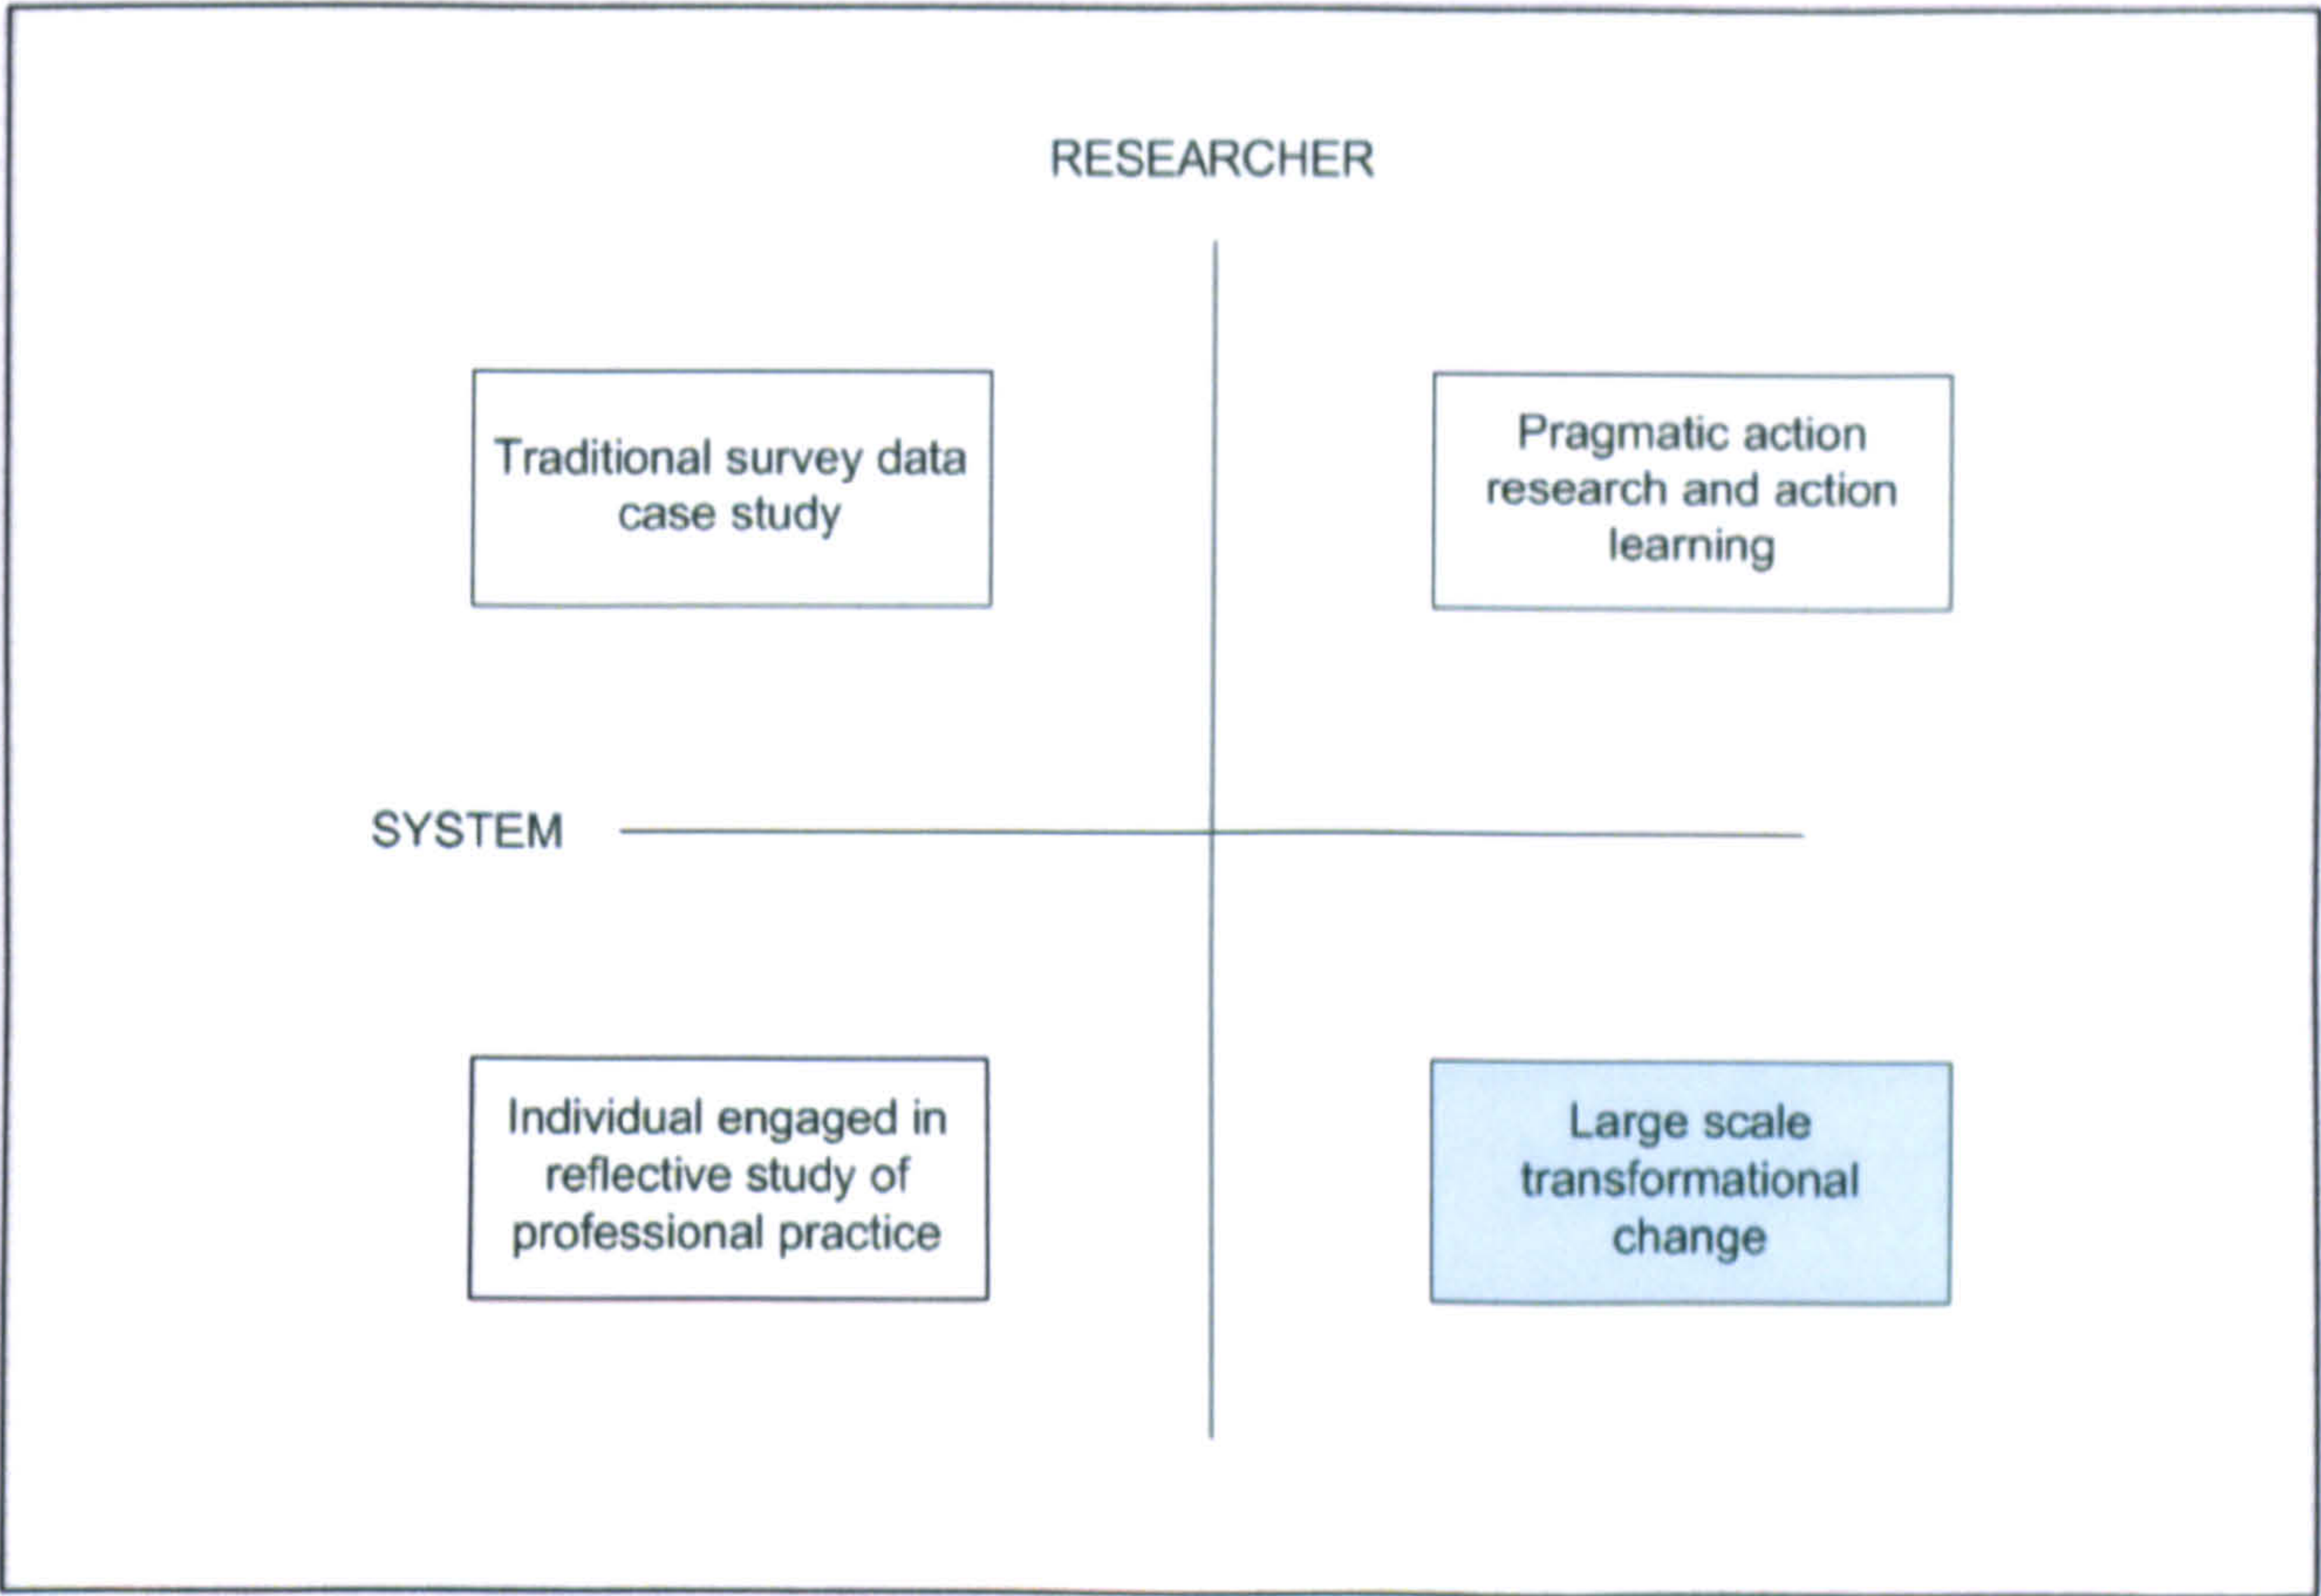 RESEARCHER
Traditional survey data
case study
Pragmatic action
research and action
learning
SYSTEM
Individual engaged in
reflective study of
professional practice
Large scale
transformational
change